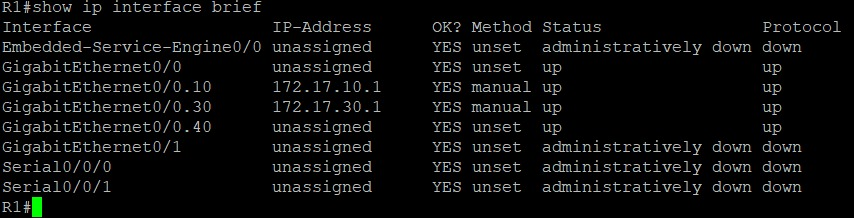 R1#show ip interface brief
Interface                  IP-Address      OK? Method Status                Protocol
Embedded-Service-Engine0/0 unassigned      YES unset  administratively down down
GigabitEthernet0/0         unassigned      YES unset  up                    up
GigabitEthernet0/0.10      172.17.10.1     YES manual up                    up
GigabitEthernet0/0.30      172.17.30.1     YES manual up                    up
GigabitEthernet0/0.40      unassigned      YES unset  up                    up
GigabitEthernet0/1         unassigned      YES unset  administratively down down
Serial0/0/0                unassigned      YES unset  administratively down down
Serial0/0/1                unassigned      YES unset  administratively down down
R1#